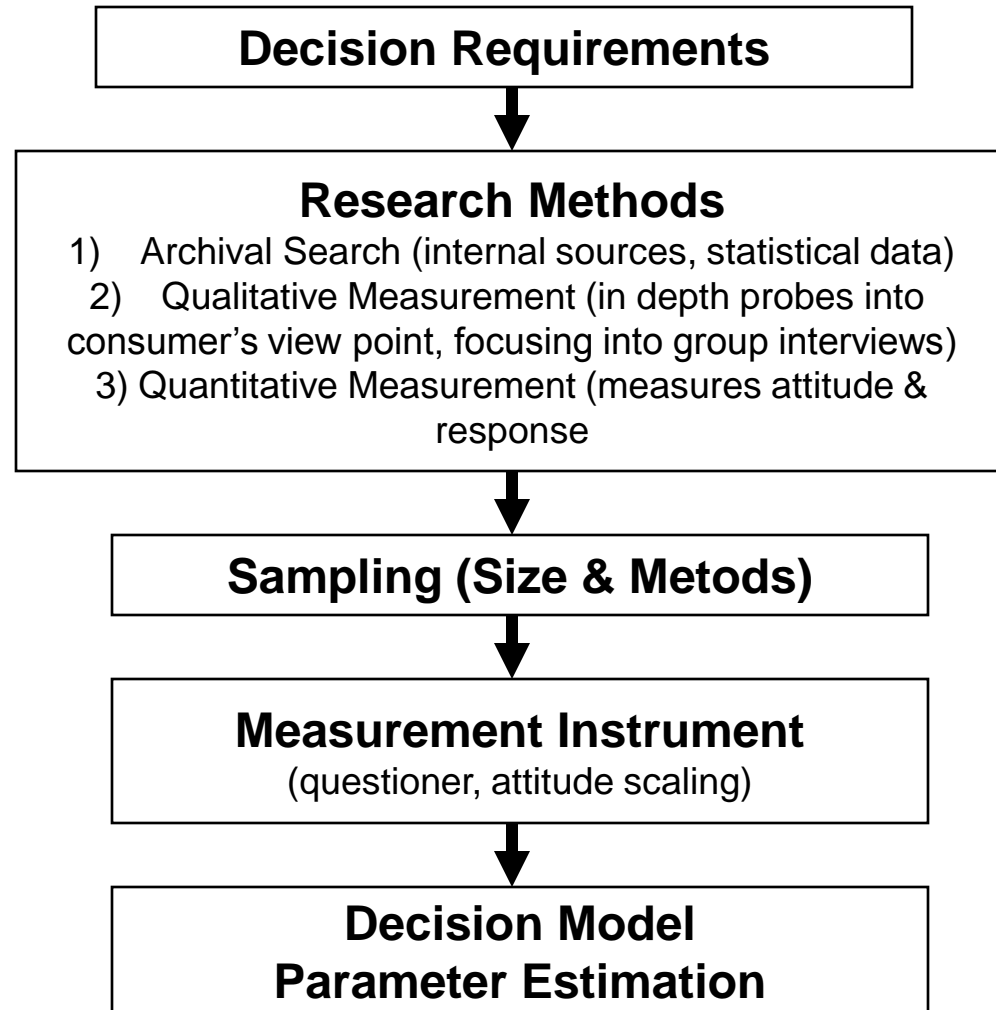 Decision Requirements
Research Methods
1) Archival Search (internal sources, statistical data)
2) Qualitative Measurement (in depth probes into
consumer’s view point, focusing into group interviews)
3) Quantitative Measurement (measures attitude &
response
Sampling (Size & Metods)
Measurement Instrument
(questioner, attitude scaling)
Decision Model
Parameter Estimation